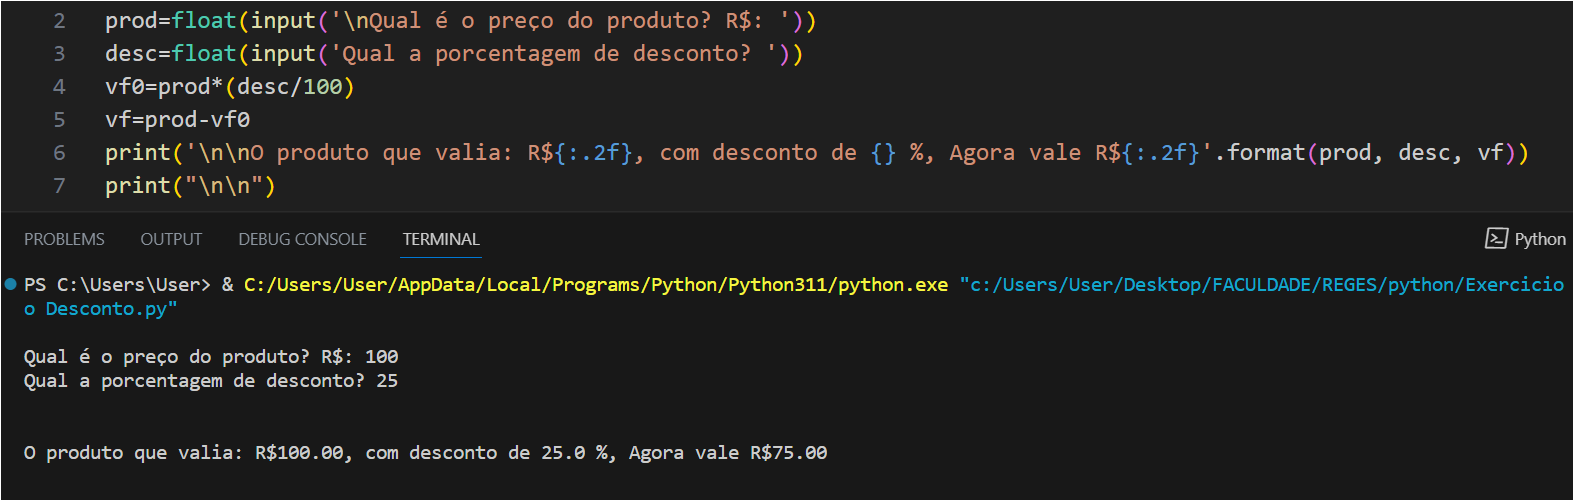 2 prod=float(input('\nQual é o preço do produto? R$: '))
3 desc=float(input('Qual a porcentagem de desconto? '))
4 vf0=prod*(desc/100)
5 vf=prod-vf0
6 print('\n\nO produto que valia: R${:.2f}, com desconto de {} %, Agora vale R${:.2f}'.format(prod, desc, vf))
7 print("\n\n")
PROBLEMS OUTPUT DEBUG CONSOLE TERMINAL Python
PS C:\Users\User> & C:/Users/User/AppData/Local/Programs/Python/Python311/python.exe "c:/Users/User/Desktop/FACULDADE/REGES/python/Exercicio
o Desconto.py"
Qual é o preço do produto? R$: 100
Qual a porcentagem de desconto? 25
O produto que valia: R$100.00, com desconto de 25.0 %, Agora vale R$75.00